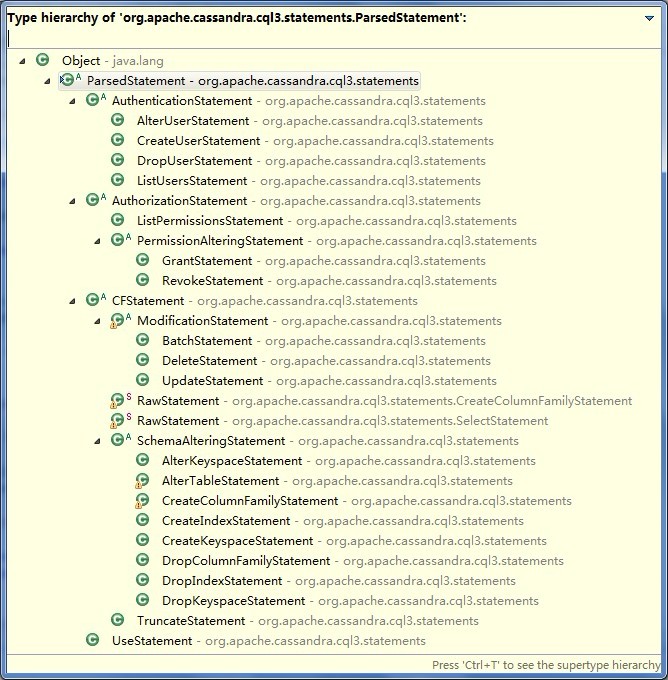 Type hierarchy of 'org.apache.cassandra.cql3.statements.ParsedStatement':
Object - java.lang
ParsedStatement - org.apache.cassandra.cql3.statements
AuthenticationStatement - org.apache.cassandra.cql3.statements
AlterUserStatement - org.apache.cassandra.cql3.statements
CreateUserStatement - org.apache.cassandra.cql3.statements
DropUserStatement - org.apache.cassandra.cql3.statements
ListUsersStatement - org.apache.cassandra.cql3.statements
AuthorizationStatement - org.apache.cassandra.cql3.statements
ListPermissionsStatement - org.apache.cassandra.cql3.statements
PermissionAlteringStatement - org.apache.cassandra.cql3.statements
GrantStatement - org.apache.cassandra.cql3.statements
RevokeStatement - org.apache.cassandra.cql3.statements
CFStatement - org.apache.cassandra.cql3.statements
ModificationStatement - org.apache.cassandra.cql3.statements
BatchStatement - org.apache.cassandra.cql3.statements
DeleteStatement - org.apache.cassandra.cql3.statements
UpdateStatement - org.apache.cassandra.cql3.statements
RawStatement - org.apache.cassandra.cql3.statements.CreateColumnFamilyStatement
RawStatement - org.apache.cassandra.cql3.statements.SelectStatement
SchemaAlteringStatement - org.apache.cassandra.cql3.statements
AlterKeyspaceStatement - org.apache.cassandra.cql3.statements
AlterTableStatement - org.apache.cassandra.cql3.statements
CreateColumnFamilyStatement - org.apache.cassandra.cql3.statements
CreateIndexStatement - org.apache.cassandra.cql3.statements
CreateKeyspaceStatement - org.apache.cassandra.cql3.statements
DropColumnFamilyStatement - org.apache.cassandra.cql3.statements
DropIndexStatement - org.apache.cassandra.cql3.statements
DropKeyspaceStatement - org.apache.cassandra.cql3.statements
TruncateStatement - org.apache.cassandra.cql3.statements
UseStatement - org.apache.cassandra.cql3.statements
Press 'Ctrl+T' to see the supertype hierarchy